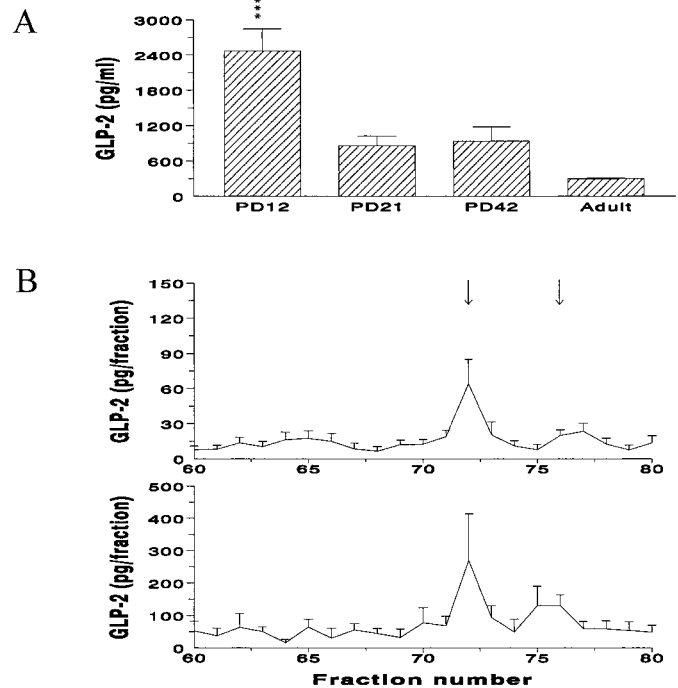 A
***
GLP-2 (pg/ml)
3000
2400
1800
1200
600
0
PD12 PD21 PD42 Adult
B
GLP-2 (pg/fraction)
150
120
90
60
30
0
60 65 70 75 80
GLP-2 (pg/fraction)
500
400
300
200
100
0
60 65 70 75 80
Fraction number